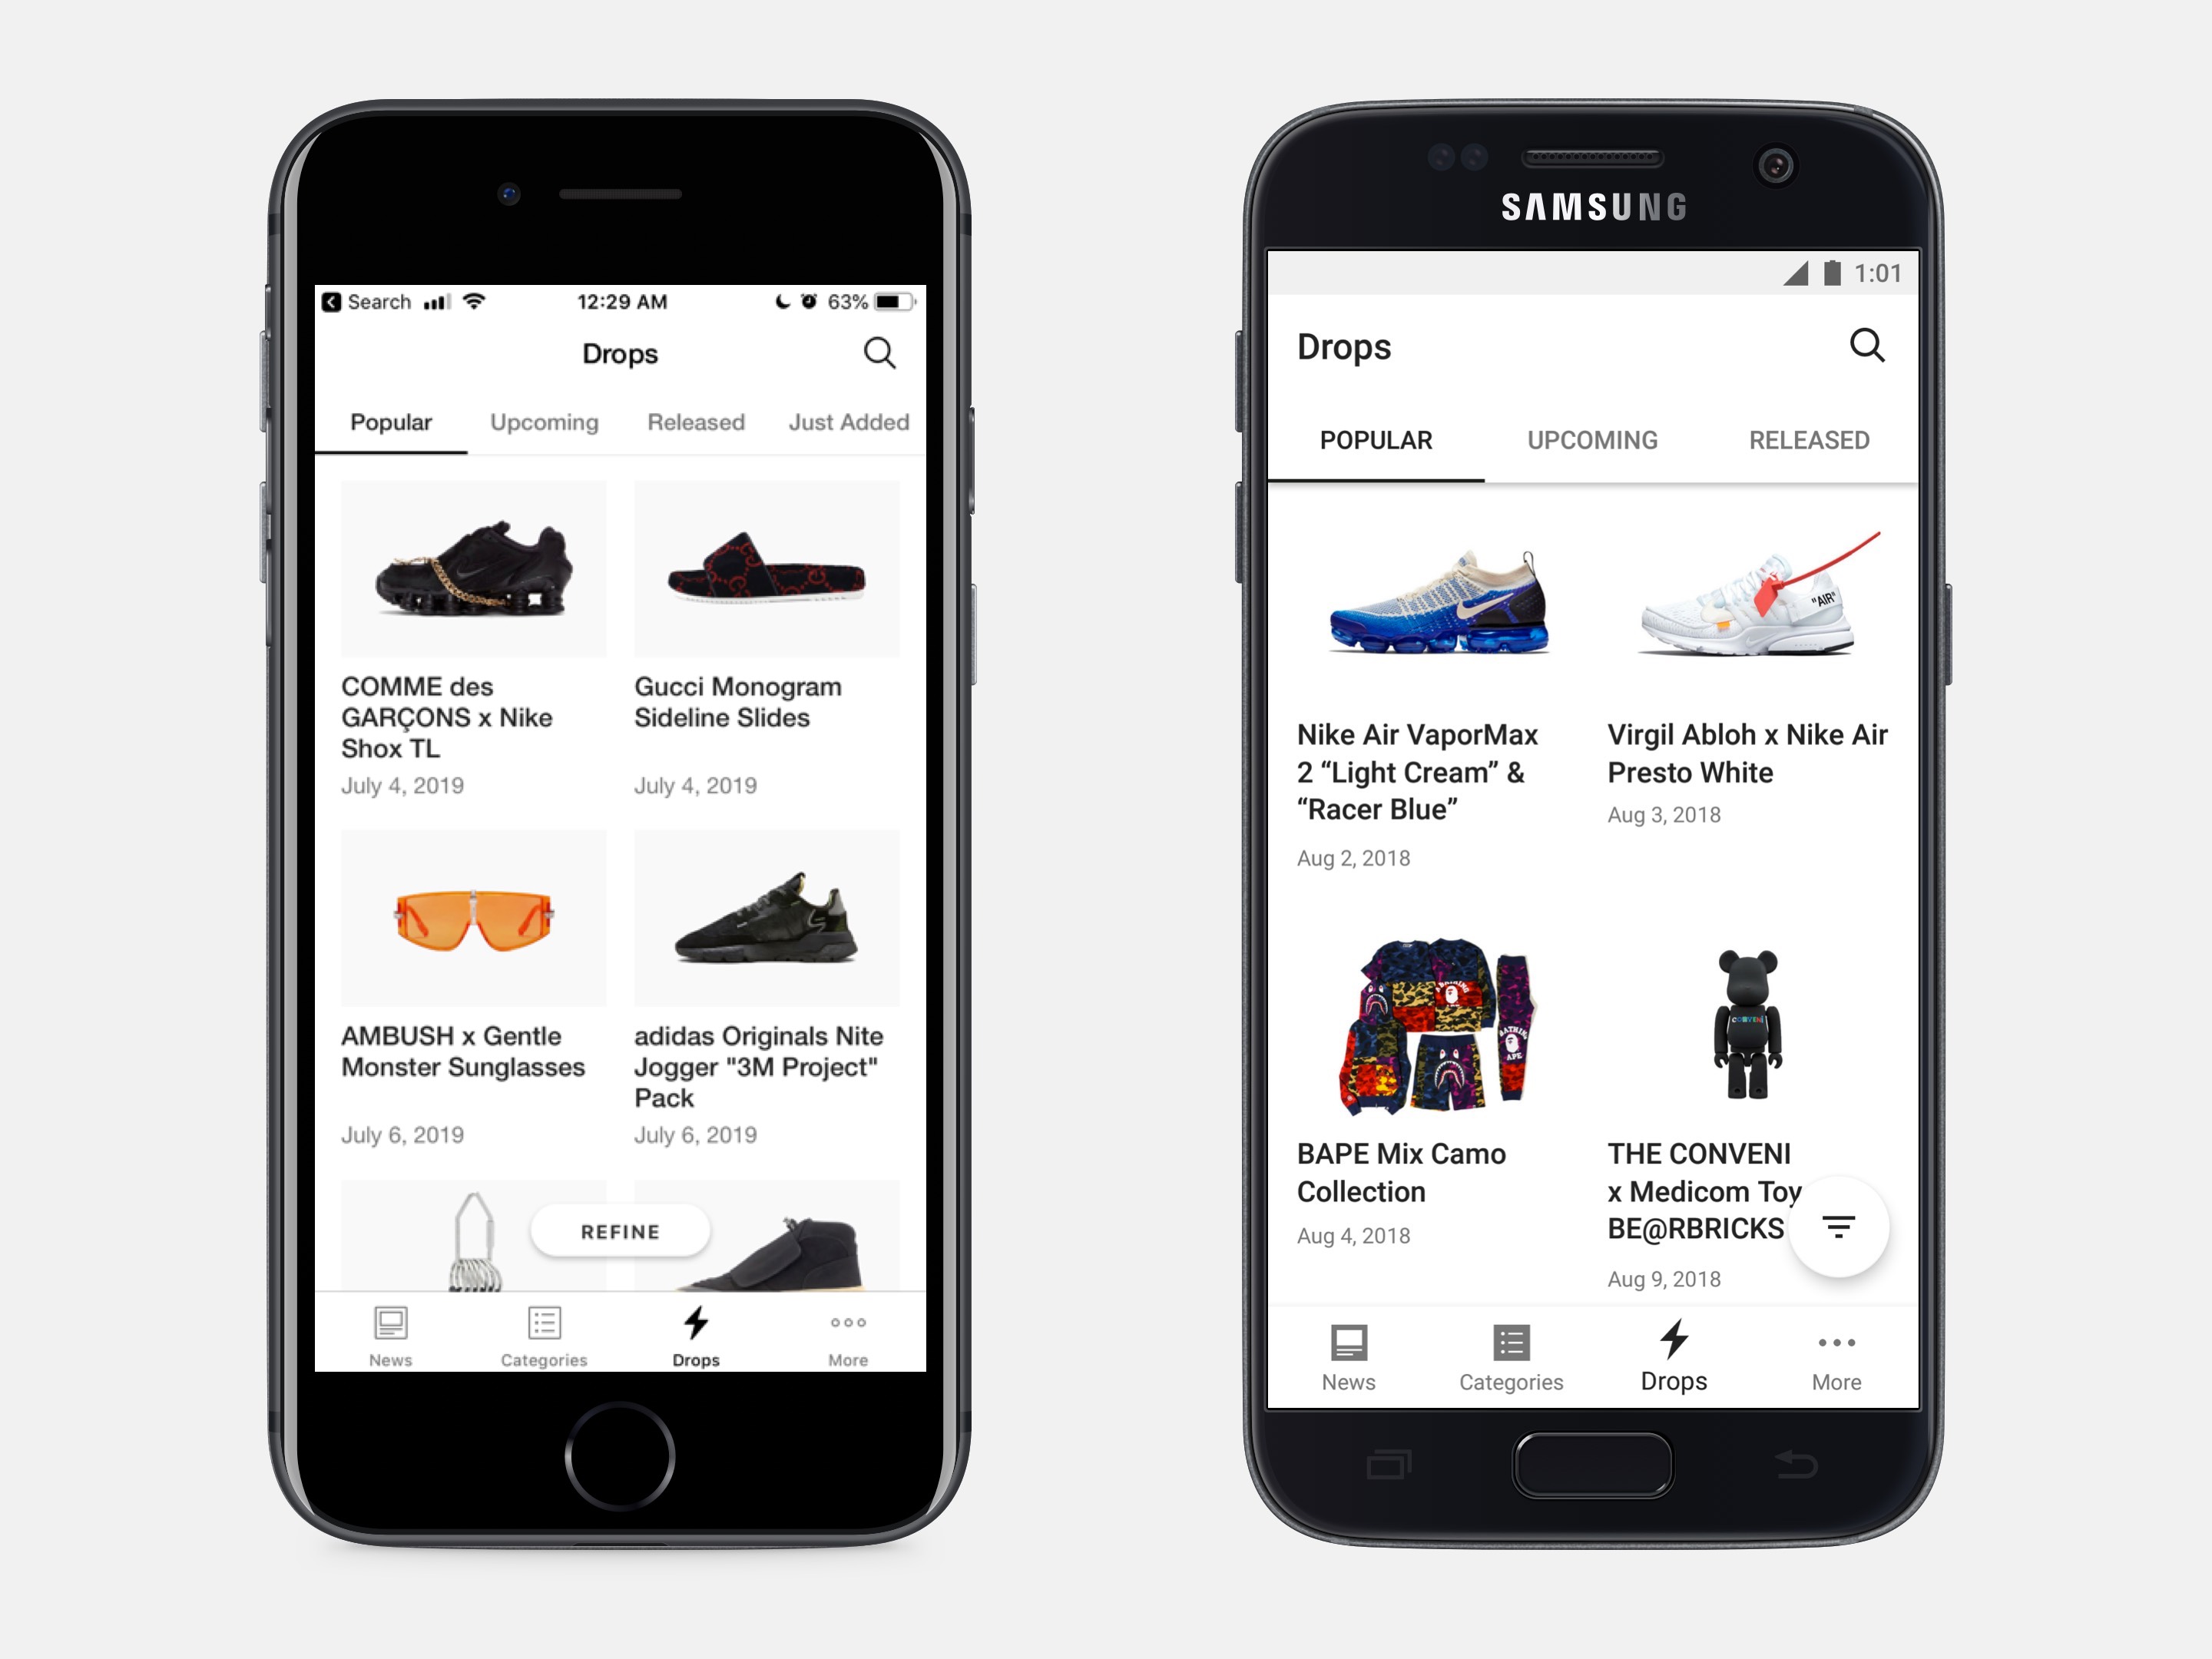 Search
12:29 AM
63%
Drops
Popular
Upcoming
Released
Just Added
COMME des
GARÇONS x Nike
Shox TL
July 4, 2019
Gucci Monogram
Sideline Slides
July 4, 2019
AMBUSH x Gentle
Monster Sunglasses
July 6, 2019
adidas Originals Nite
Jogger "3M Project"
Pack
July 6, 2019
REFINE
News
Categories
Drops
More
SAMSUNG
1:01
Drops
POPULAR
UPCOMING
RELEASED
"AIR"
Nike Air VaporMax
2 “Light Cream” &
“Racer Blue”
Aug 2, 2018
Virgil Abloh x Nike Air
Presto White
Aug 3, 2018
CONVENI
BAPE Mix Camo
Collection
Aug 4, 2018
THE CONVENI
x Medicom Toy
BE@RBRICKS
Aug 9, 2018
News
Categories
Drops
More